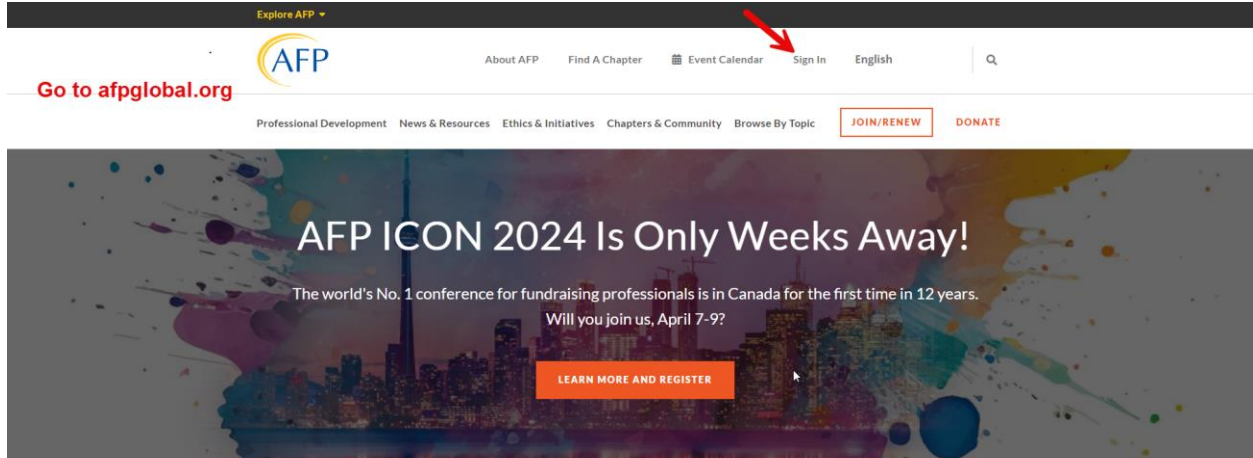 Explore AFP
AFP
About AFP Find A Chapter Event Calendar Sign In English
Go to afpglobal.org
Professional Development News & Resources Ethics & Initiatives Chapters & Community Browse By Topic JOIN/RENEW DONATE
AFP ICON 2024 Is Only Weeks Away!
The world's No. 1 conference for fundraising professionals is in Canada for the first time in 12 years.
Will you join us, April 7-9?
LEARN MORE AND REGISTER